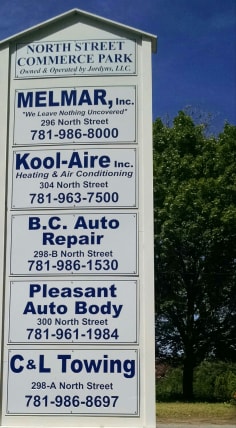 NORTH STREET
COMMERCE PARK
Owned & Operated by Jordyns, LLC.
MELMAR, Inc.
"We Leave Nothing Uncovered"
296 North Street
781-986-8000
Kool-Aire Inc.
Heating & Air Conditioning
304 North Street
781-963-7500
B.C. Auto
Repair
298-B North Street
781-986-1530
Pleasant
Auto Body
300 North Street
781-961-1984
C&L Towing
298-A North Street
781-986-8697